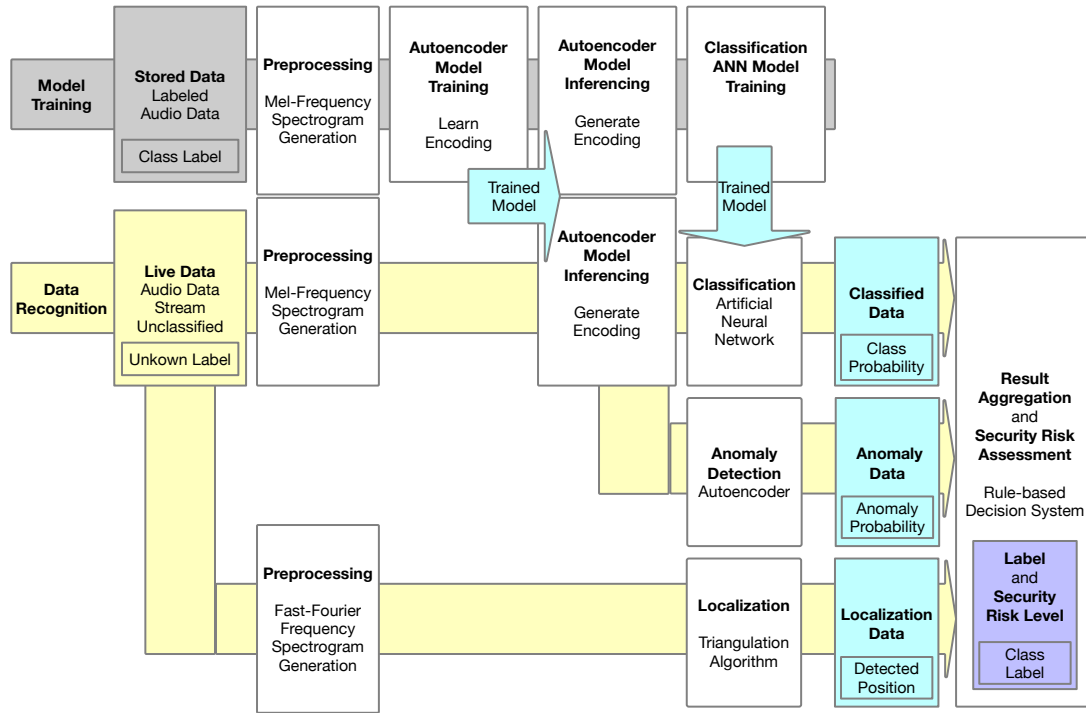 Model
Training
Stored Data
Labeled
Audio Data
Class Label
Preprocessing
Mel-Frequency
Spectrogram
Generation
Autoencoder
Model
Training
Learn
Encoding
Autoencoder
Model
Inferencing
Generate
Encoding
Classification
ANN Model
Training
Trained
Model
Trained
Model
Data
Recognition
Live Data
Audio Data
Stream
Unclassified
Unkown Label
Preprocessing
Mel-Frequency
Spectrogram
Generation
Autoencoder
Model
Inferencing
Generate
Encoding
Classification
Artificial
Neural
Network
Classified
Data
Class
Probability
Anomaly
Detection
Autoencoder
Anomaly
Data
Anomaly
Probability
Preprocessing
Fast-Fourier
Frequency
Spectrogram
Generation
Localization
Triangulation
Algorithm
Localization
Data
Detected
Position
Result
Aggregation
and
Security Risk
Assessment
Rule-based
Decision System
Label
and
Security
Risk Level
Class
Label